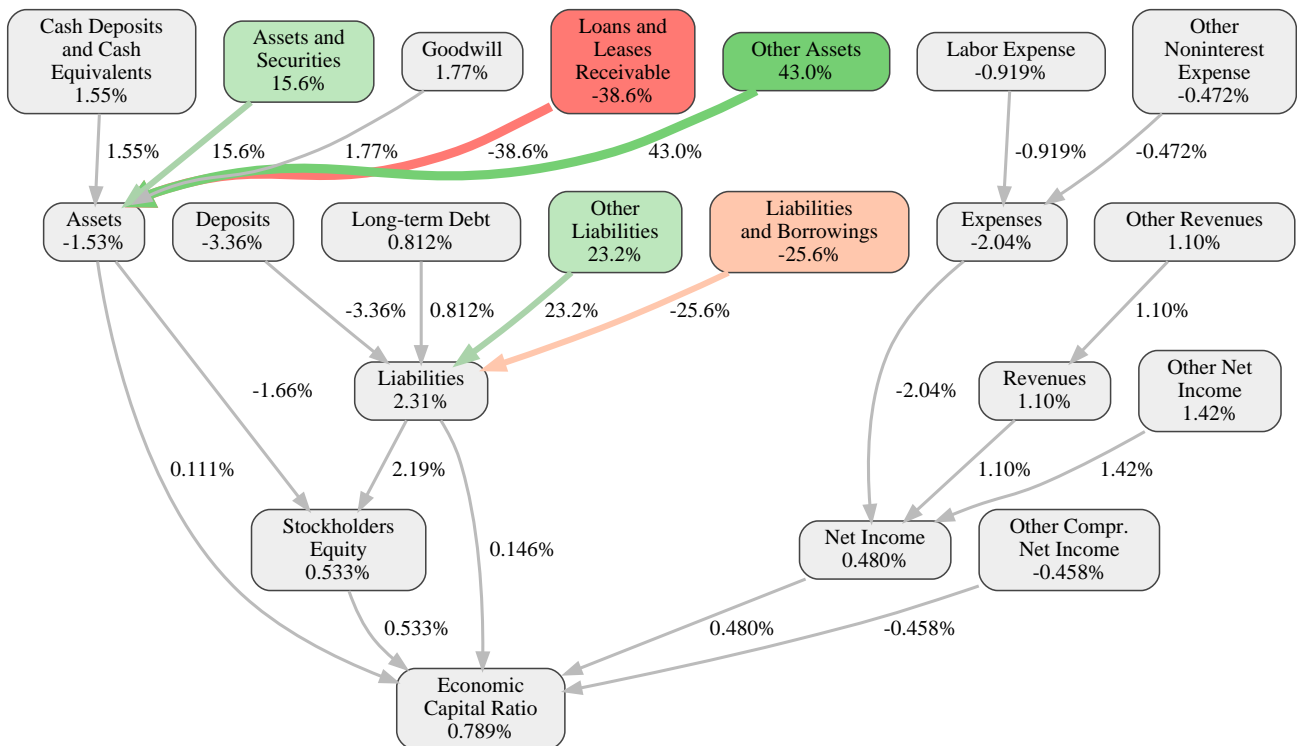 Cash Deposits
and Cash
Equivalents
1.55%
Assets and
Securities
15.6%
Goodwill
1.77%
Loans and
Leases
Receivable
-38.6%
Other Assets
43.0%
Labor Expense
-0.919%
Other
Noninterest
Expense
-0.472%
1.55%
15.6%
1.77%
-38.6%
43.0%
-0.919%
-0.472%
Assets
-1.53%
Deposits
-3.36%
Long-term Debt
0.812%
Other
Liabilities
23.2%
Liabilities
and Borrowings
-25.6%
Expenses
-2.04%
Other Revenues
1.10%
-3.36%
0.812%
23.2%
-25.6%
1.10%
-1.66%
Liabilities
2.31%
-2.04%
Revenues
1.10%
Other Net
Income
1.42%
0.111%
2.19%
1.10%
1.42%
Stockholders
Equity
0.533%
0.146%
Net Income
0.480%
Other Compr.
Net Income
-0.458%
0.533%
0.480%
-0.458%
Economic
Capital Ratio
0.789%